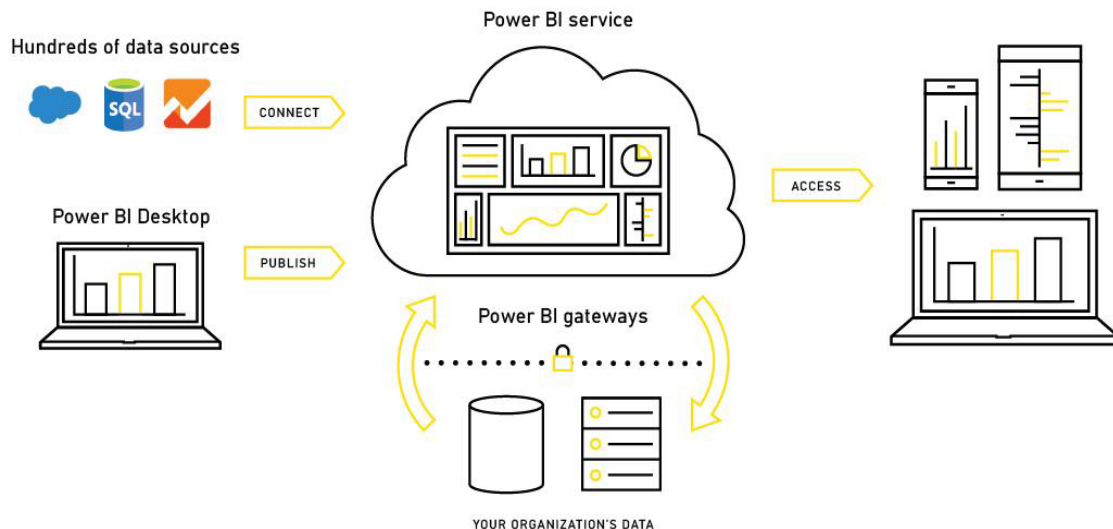 Power BI service
Hundreds of data sources
SQL
CONNECT
ACCESS
Power BI Desktop
PUBLISH
Power BI gateways
YOUR ORGANIZATION'S DATA